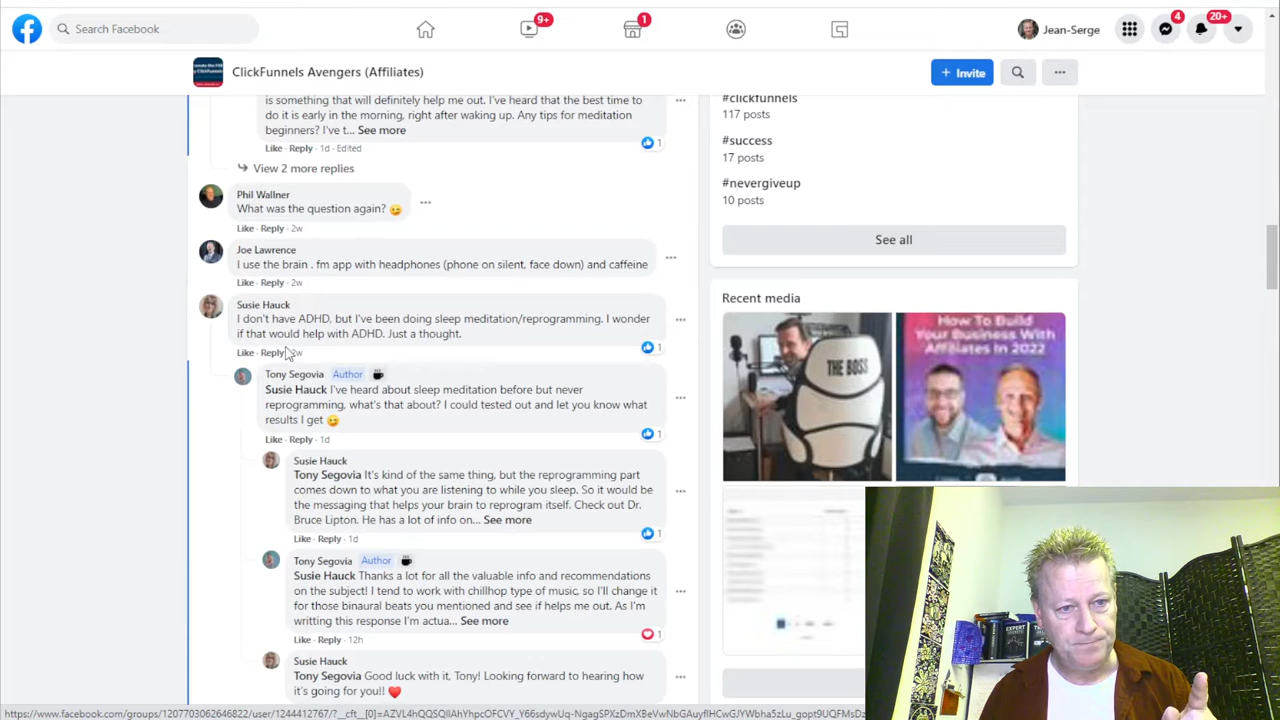 Search Facebook
9+
1
Jean-Serge
4
20+
ClickFunnels Avengers (Affiliates)
+ Invite
is something that will definitely help me out. I've heard that the best time to
do it is early in the morning, right after waking up. Any tips for meditation
beginners? I've t... See more
1
Like · Reply · 1d · Edited
View 2 more replies
Phil Wallner
What was the question again?
Like · Reply · 2w
Joe Lawrence
I use the brain . fm app with headphones (phone on silent, face down) and caffeine
Like · Reply · 2w
Susie Hauck
I don't have ADHD, but I've been doing sleep meditation/reprogramming. I wonder
if that would help with ADHD. Just a thought.
1
Like · Reply
Tony Segovia Author
Susie Hauck I've heard about sleep meditation before but never
reprogramming, what's that about? I could tested out and let you know what
results I get
1
Like · Reply · 1d
Susie Hauck
Tony Segovia It's kind of the same thing, but the reprogramming part
comes down to what you are listening to while you sleep. So it would be
the messaging that helps your brain to reprogram itself. Check out Dr.
Bruce Lipton. He has a lot of info on... See more
1
Like · Reply · 1d
Tony Segovia Author
Susie Hauck Thanks a lot for all the valuable info and recommendations
on the subject! I tend to work with chillhop type of music, so I'll change it
for those binaural beats you mentioned and see if helps me out. As I'm
writting this response I'm actua... See more
1
Like · Reply · 12h
Susie Hauck
Tony Segovia Good luck with it, Tony! Looking forward to hearing how
it's going for you!!
#clickfunnels
117 posts
#success
17 posts
#nevergiveup
10 posts
See all
Recent media
THE BOSS
How To Build
Your Business With
Affiliates In 2022
EXPERT